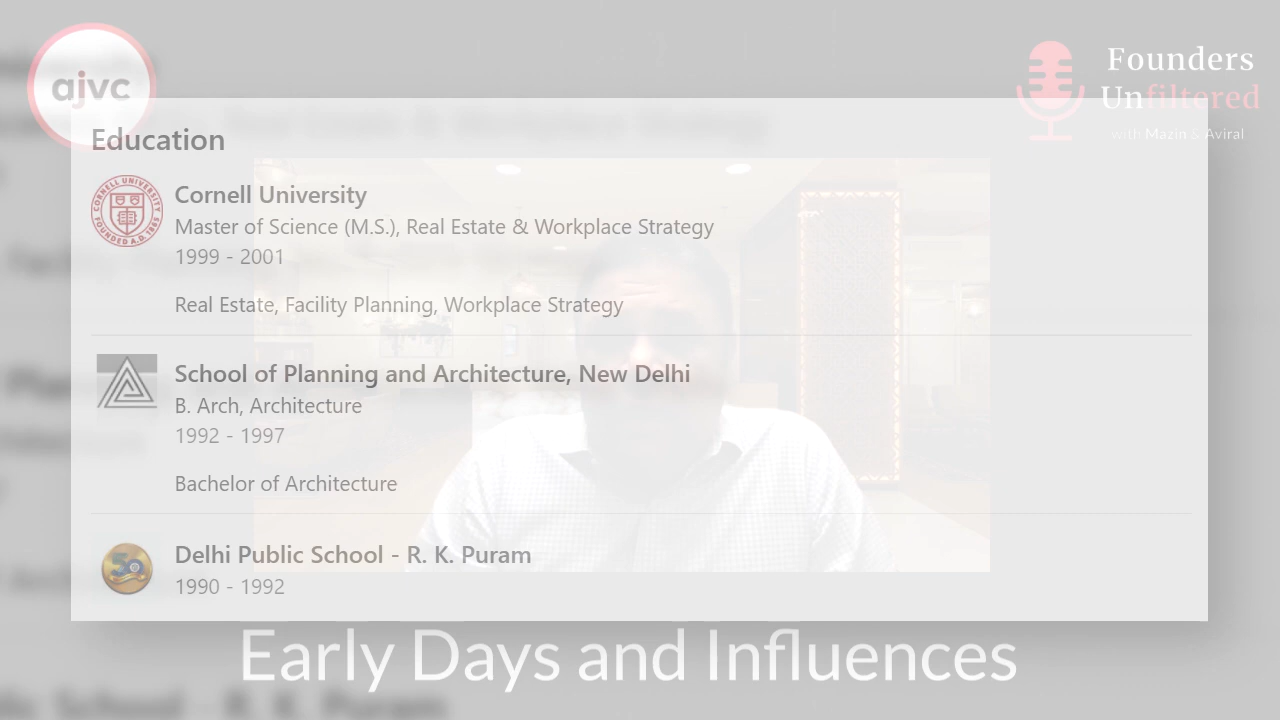 ajvc
Founders
Unfiltered
with Mazin & Aviral
Education
Cornell University
Master of Science (M.S.), Real Estate & Workplace Strategy
1999 - 2001
Real Estate, Facility Planning, Workplace Strategy
School of Planning and Architecture, New Delhi
B. Arch, Architecture
1992 - 1997
Bachelor of Architecture
Delhi Public School - R. K. Puram
1990 - 1992
Early Days and Influences